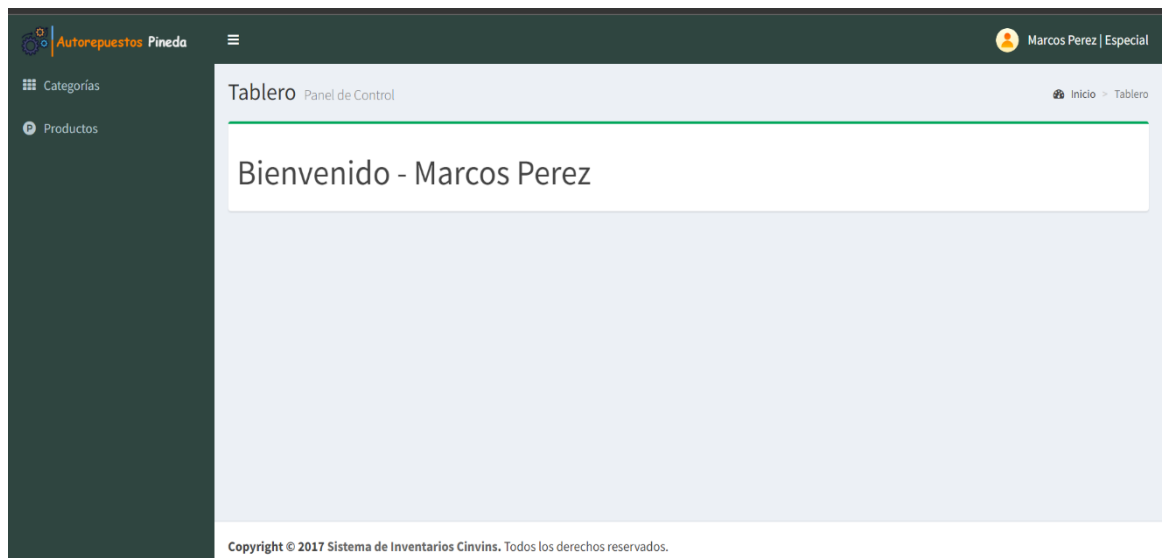 Autorepuestos Pineda
Marcos Perez | Especial
Categorías
Productos
Tablero Panel de Control
Inicio > Tablero
Bienvenido - Marcos Perez
Copyright © 2017 Sistema de Inventarios Cinvins. Todos los derechos reservados.